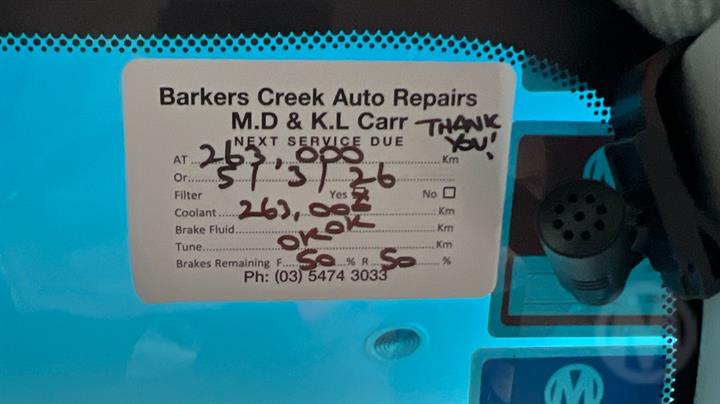 Barkers Creek Auto Repairs
M.D & K.L Carr
THANK YOU!
NEXT SERVICE DUE
AT 263,000 Km
Or 5/3/26
Filter Yes No
Coolant 263,00 Km
Brake Fluid OK Km
Tune OK Km
Brakes Remaining F 50 % R 50 %
Ph: (03) 5474 3033
M
M